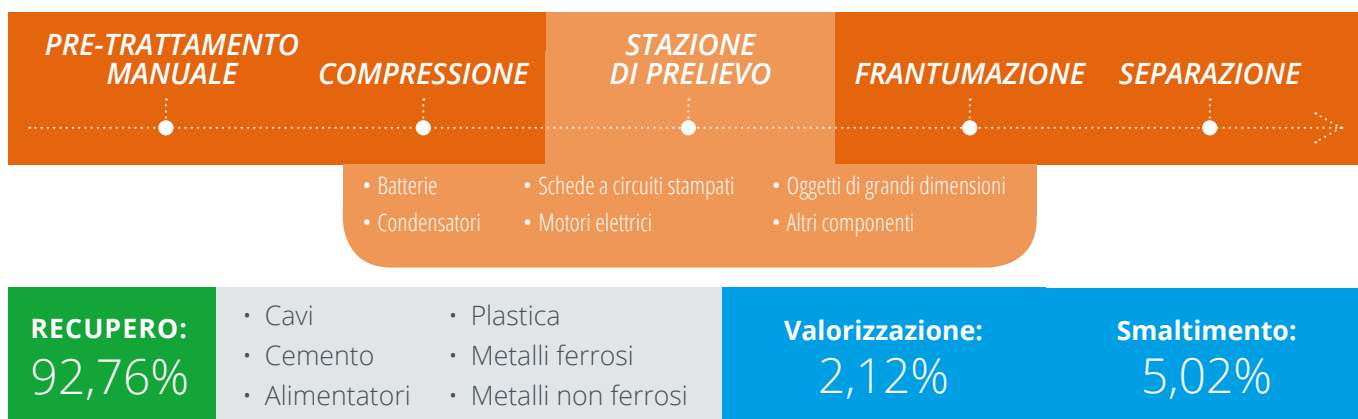 PRE-TRATTAMENTO
MANUALE
COMPRESSIONE
STAZIONE
DI PRELIEVO
FRANTUMAZIONE
SEPARAZIONE
• Batterie
• Condensatori
• Schede a circuiti stampati
• Motori elettrici
• Oggetti di grandi dimensioni
• Altri componenti
RECUPERO:
92,76%
• Cavi
• Cemento
• Alimentatori
• Plastica
• Metalli ferrosi
• Metalli non ferrosi
Valorizzazione:
2,12%
Smaltimento:
5,02%